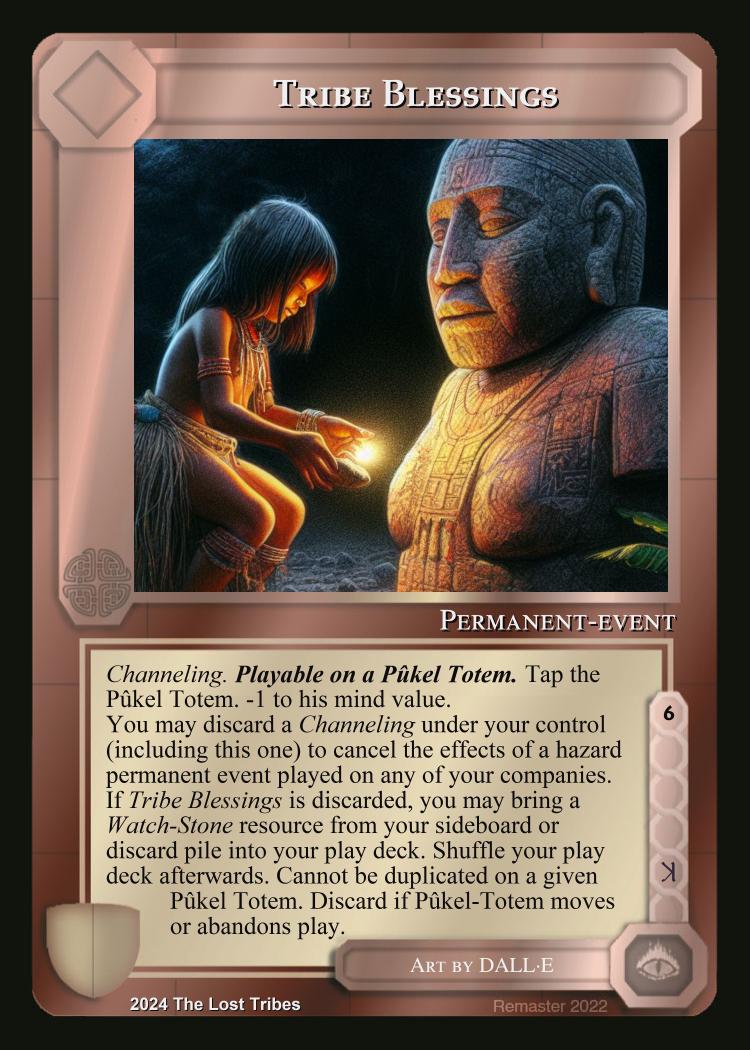 Tribe Blessings
Permanent-event
Channeling. Playable on a Pûkel Totem. Tap the
Pûkel Totem. -1 to his mind value.
You may discard a Channeling under your control
(including this one) to cancel the effects of a hazard
permanent event played on any of your companies.
If Tribe Blessings is discarded, you may bring a
Watch-Stone resource from your sideboard or
discard pile into your play deck. Shuffle your play
deck afterwards. Cannot be duplicated on a given
Pûkel Totem. Discard if Pûkel-Totem moves
or abandons play.
6
Art by DALL·E
2024 The Lost Tribes
Remaster 2022